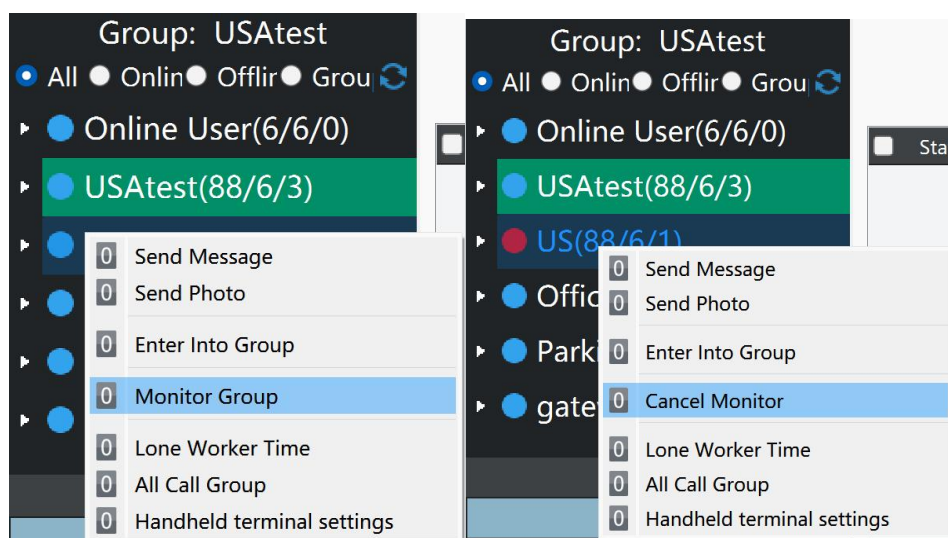 Group: USAtest
All Onlin Offlir Grou
Online User(6/6/0)
USAtest(88/6/3)
0 Send Message
0 Send Photo
0 Enter Into Group
0 Monitor Group
0 Lone Worker Time
0 All Call Group
0 Handheld terminal settings
Group: USAtest
All Onlin Offlir Grou
Online User(6/6/0)
Sta
USAtest(88/6/3)
US(88/6/1)
0 Send Message
Offic
0 Send Photo
Parki
0 Enter Into Group
gate
0 Cancel Monitor
0 Lone Worker Time
0 All Call Group
0 Handheld terminal settings